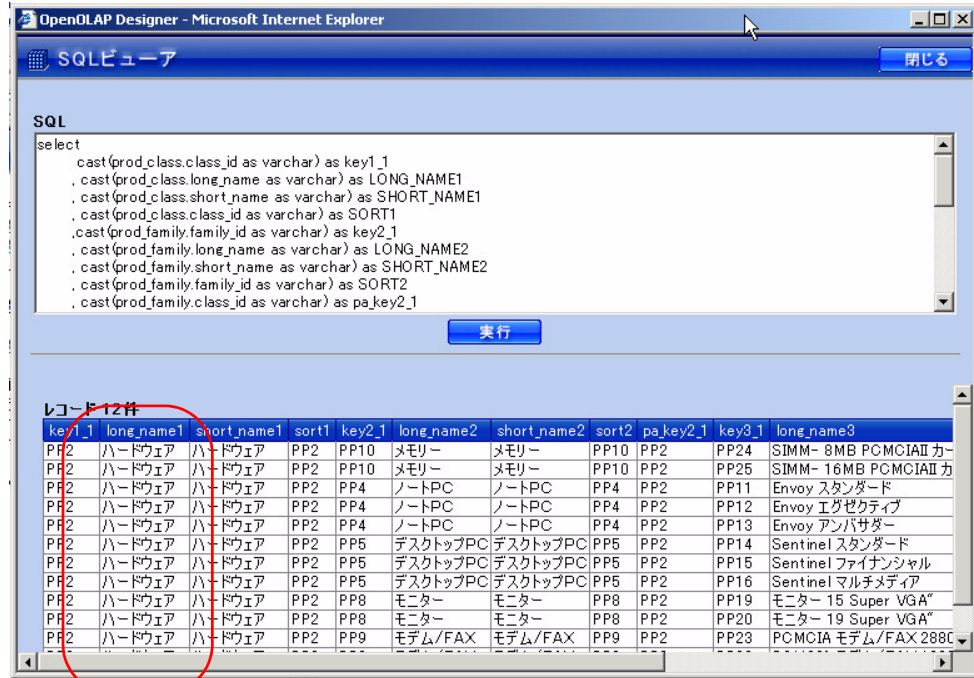 OpenOLAP Designer - Microsoft Internet Explorer
SQLビューア
閉じる
SQL
select
cast(prod_class.class_id as varchar) as key1_1
, cast(prod_class.long_name as varchar) as LONG_NAME1
, cast(prod_class.short_name as varchar) as SHORT_NAME1
, cast(prod_class.class_id as varchar) as SORT1
,cast(prod_family.family_id as varchar) as key2_1
, cast(prod_family.long_name as varchar) as LONG_NAME2
, cast(prod_family.short_name as varchar) as SHORT_NAME2
, cast(prod_family.family_id as varchar) as SORT2
, cast(prod_family.class_id as varchar) as pa_key2_1
実行
レコード 12件
key1_1 long_name1 short_name1 sort1 key2_1 long_name2 short_name2 sort2 pa_key2_1 key3_1 long_name3
PP2 ハードウェア ハードウェア PP2 PP10 メモリー メモリー PP10 PP2 PP24 SIMM- 8MB PCMCIAII カー
PP2 ハードウェア ハードウェア PP2 PP10 メモリー メモリー PP10 PP2 PP25 SIMM- 16MB PCMCIAII カ
PP2 ハードウェア ハードウェア PP2 PP4 ノートPC ノートPC PP4 PP2 PP11 Envoy スタンダード
PP2 ハードウェア ハードウェア PP2 PP4 ノートPC ノートPC PP4 PP2 PP12 Envoy エグゼクティブ
PP2 ハードウェア ハードウェア PP2 PP4 ノートPC ノートPC PP4 PP2 PP13 Envoy アンバサダー
PP2 ハードウェア ハードウェア PP2 PP5 デスクトップPC デスクトップPC PP5 PP2 PP14 Sentinel スタンダード
PP2 ハードウェア ハードウェア PP2 PP5 デスクトップPC デスクトップPC PP5 PP2 PP15 Sentinel ファイナンシャル
PP2 ハードウェア ハードウェア PP2 PP5 デスクトップPC デスクトップPC PP5 PP2 PP16 Sentinel マルチメディア
PP2 ハードウェア ハードウェア PP2 PP8 モニター モニター PP8 PP2 PP19 モニター 15 Super VGA"
PP2 ハードウェア ハードウェア PP2 PP8 モニター モニター PP8 PP2 PP20 モニター 19 Super VGA"
PP2 ハードウェア ハードウェア PP2 PP9 モデム/FAX モデム/FAX PP9 PP2 PP23 PCMCIA モデム/FAX 2880